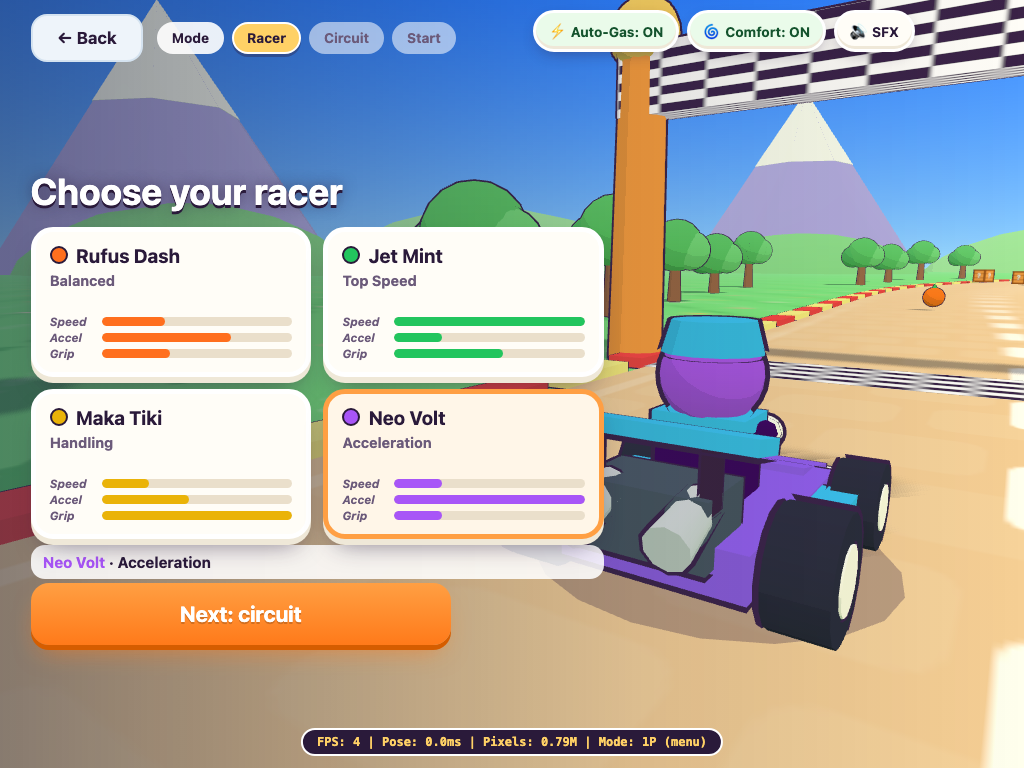 ← Back
Mode
Racer
Circuit
Start
⚡ Auto-Gas: ON
🌀 Comfort: ON
🔈 SFX
Choose your racer
Rufus Dash
Balanced
Speed
Accel
Grip
Jet Mint
Top Speed
Speed
Accel
Grip
Maka Tiki
Handling
Speed
Accel
Grip
Neo Volt
Acceleration
Speed
Accel
Grip
Neo Volt · Acceleration
Next: circuit
FPS: 4 | Pose: 0.0ms | Pixels: 0.79M | Mode: 1P (menu)